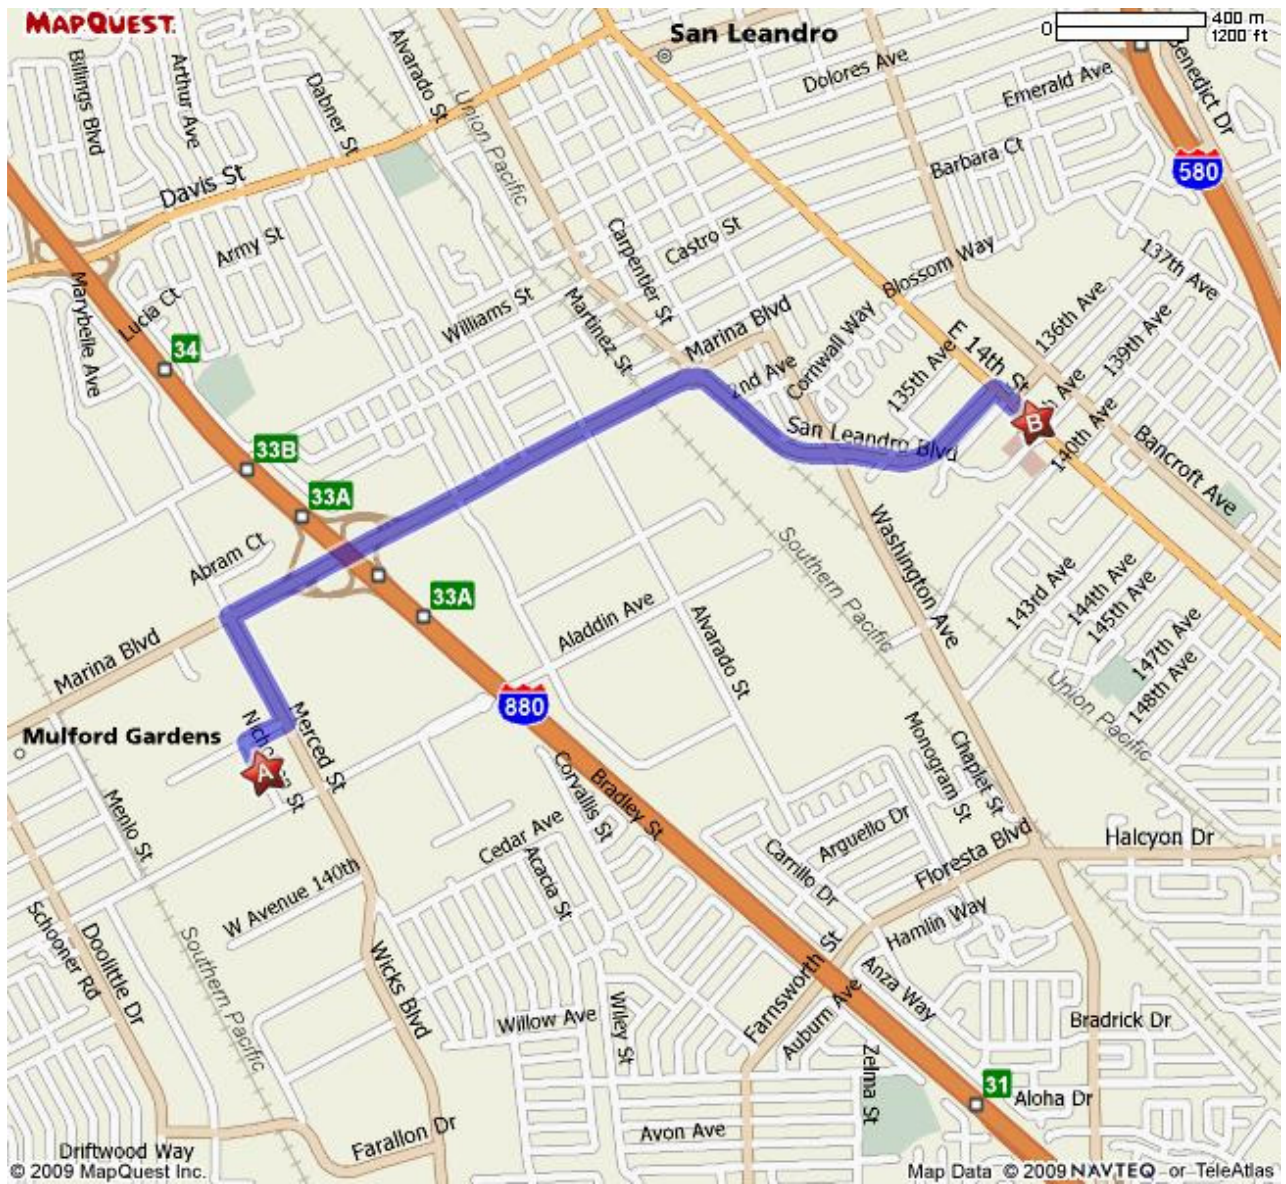 MAPQUEST.
San Leandro
0
400 m
1200 ft
Billings Blvd
Arthur Ave
Dabner St
Alvarado St
Union Pacific
Dolores Ave
Emerald Ave
Benedict Dr
Barbara Ct
580
Davis St
Army St
Carpentier St
Castro St
Blossom Way
137th Ave
Marybelle Ave
Lucia Ct
Williams St
Martinez St
Marina Blvd
Cornwall Way
E 14th St
136th Ave
139th Ave
34
2nd Ave
135th Ave
B
140th Ave
33B
San Leandro Blvd
Bancroft Ave
33A
Abram Ct
Washington Ave
Southern Pacific
143rd Ave
144th Ave
145th Ave
147th Ave
148th Ave
33A
Aladdin Ave
Alvarado St
Marina Blvd
880
Union Pacific
Mulford Gardens
Merced St
A
Monogram St
Chaplet St
Menlo St
Corvallis St
Bradley St
Cedar Ave
Acacia St
Arguello Dr
Carrillo Dr
Floresta Blvd
Halcyon Dr
W Avenue 140th
Hamlin Way
Schooner Rd
Doolittle Dr
Southern Pacific
Wicks Blvd
Farnsworth St
Auburn Ave
Anza Way
Willow Ave
Wiley St
Bradrick Dr
Zelma St
31
Aloha Dr
Farallon Dr
Avon Ave
Driftwood Way
© 2009 MapQuest Inc.
Map Data © 2009 NAVTEQ or TeleAtlas